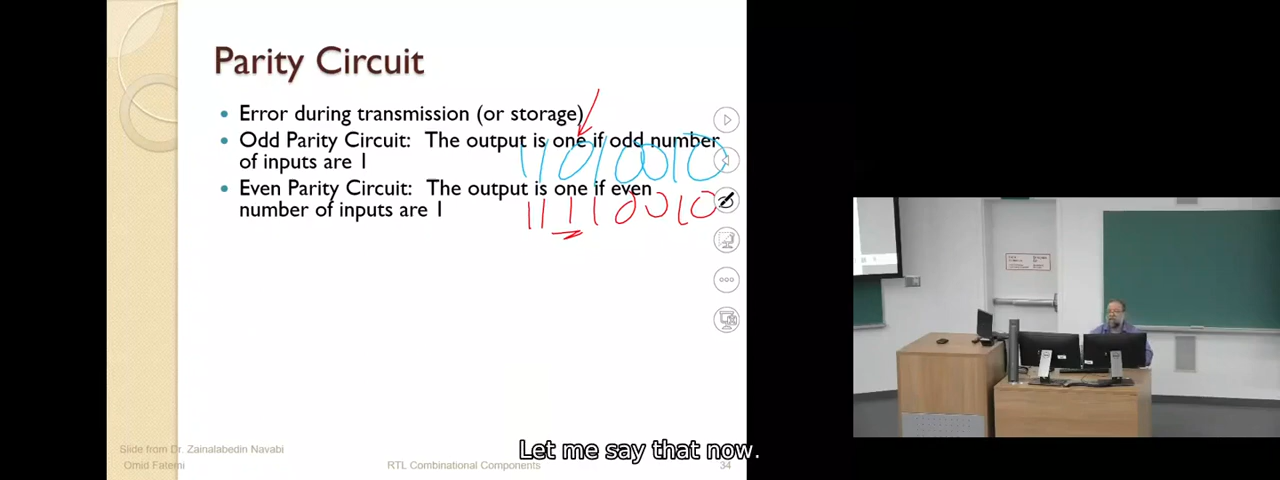 Parity Circuit
Error during transmission (or storage)
Odd Parity Circuit: The output is one if odd number
of inputs are 1
11010010
Even Parity Circuit: The output is one if even
11110010
number of inputs are 1
Slide from Dr. Zainalabedin Navabi
Omid Fatemi
RTL Combinational Components
34
Let me say that now.